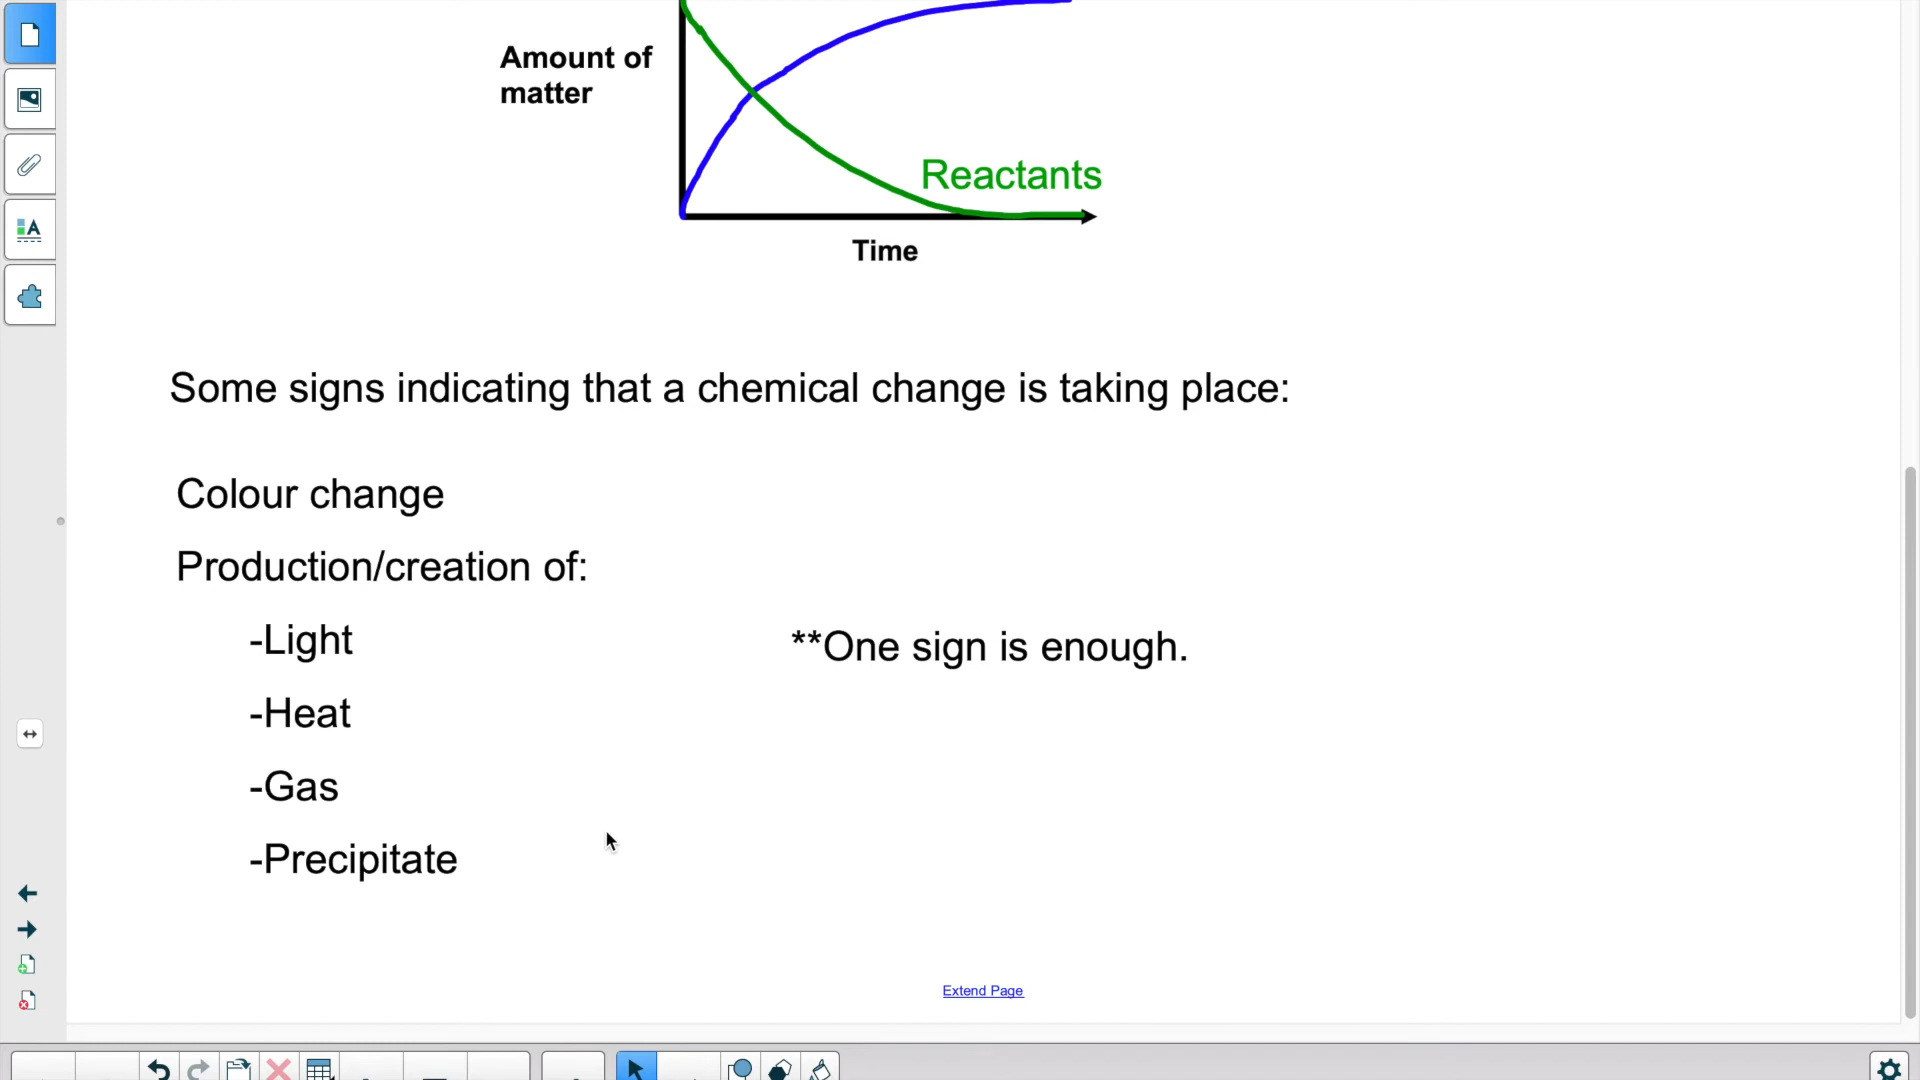 Amount of
matter
Reactants
Time
Some signs indicating that a chemical change is taking place:
Colour change
Production/creation of:
-Light
**One sign is enough.
-Heat
-Gas
-Precipitate
Extend Page